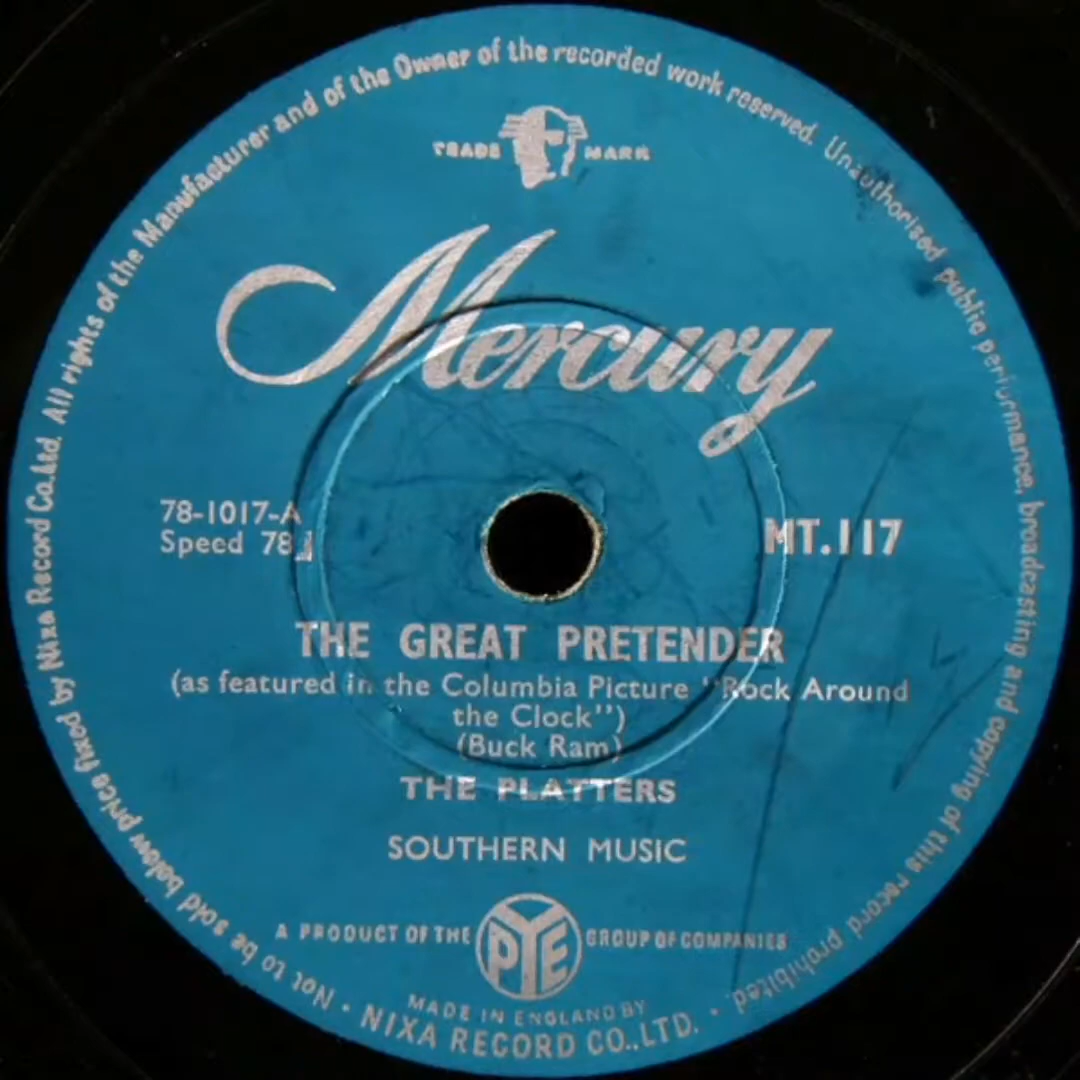 Not to be sold below price fixed by Nixa Record Co.Ltd. All rights of the Manufacturer and of the Owner of the recorded work reserved. Unauthorised public performance, broadcasting and copying of this record prohibited.
TRADE MARK
Mercury
78-1017-A
Speed 78
MT.117
THE GREAT PRETENDER
(as featured in the Columbia Picture "Rock Around
the Clock")
(Buck Ram)
THE PLATTERS
SOUTHERN MUSIC
A PRODUCT OF THE PYE GROUP OF COMPANIES
MADE IN ENGLAND BY
NIXA RECORD CO., LTD.